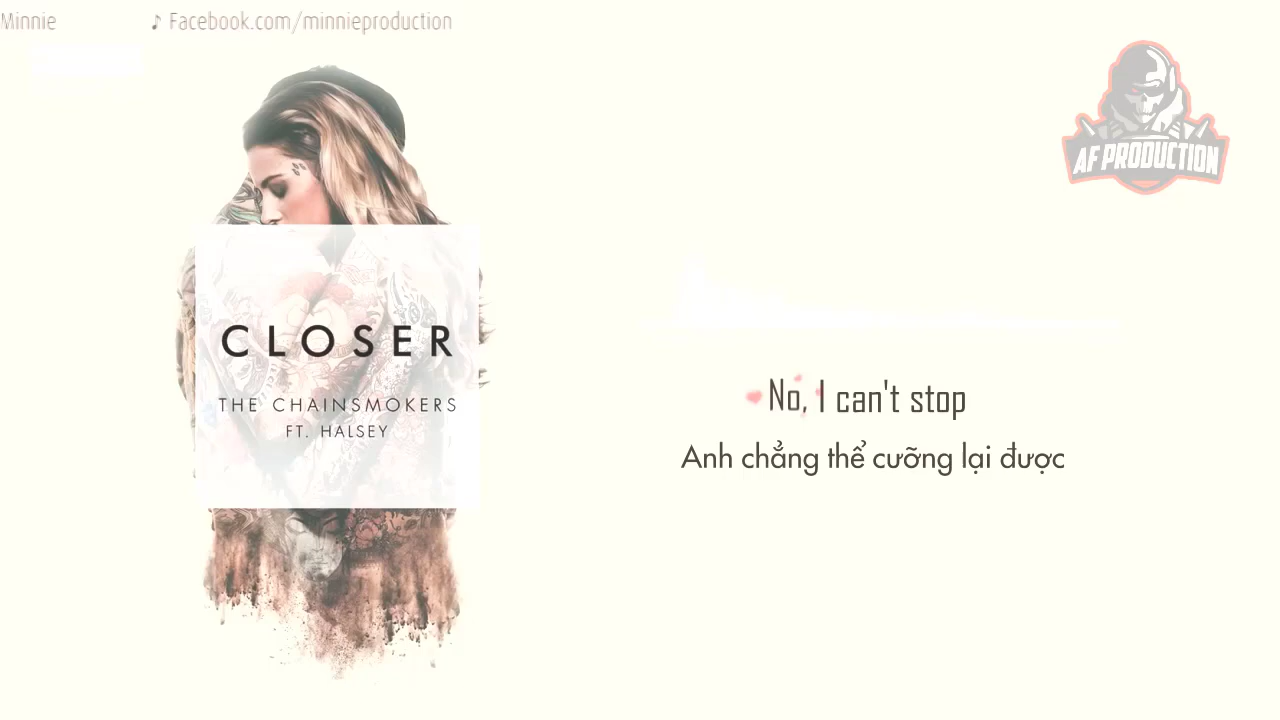 Minnie ♪ Facebook.com/minnieproduction
AF PRODUCTION
CLOSER
THE CHAINSMOKERS
FT. HALSEY
No, I can't stop
Anh chẳng thể cưỡng lại được